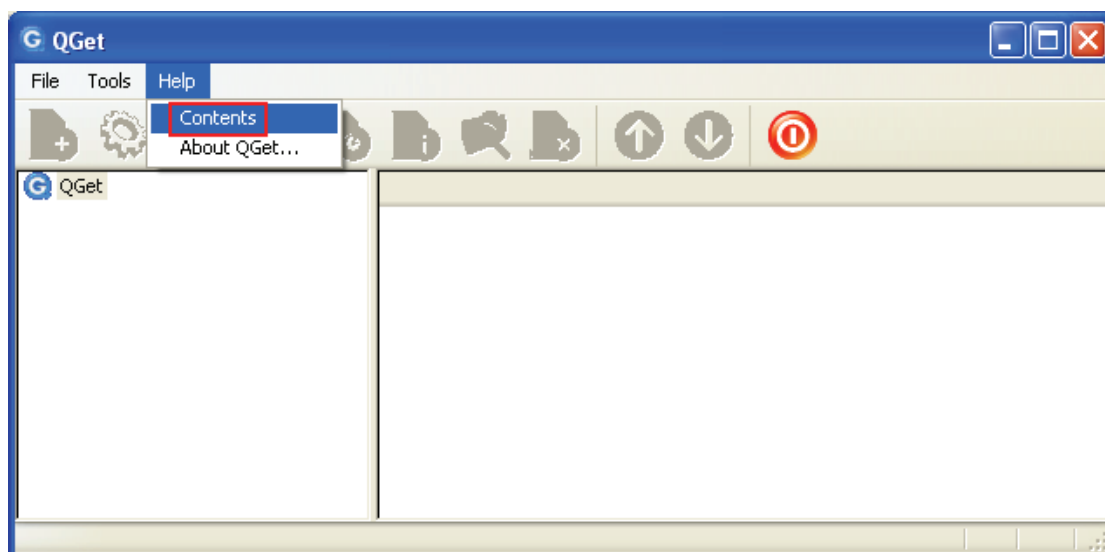 QGet
File Tools Help
Contents
About QGet...
QGet